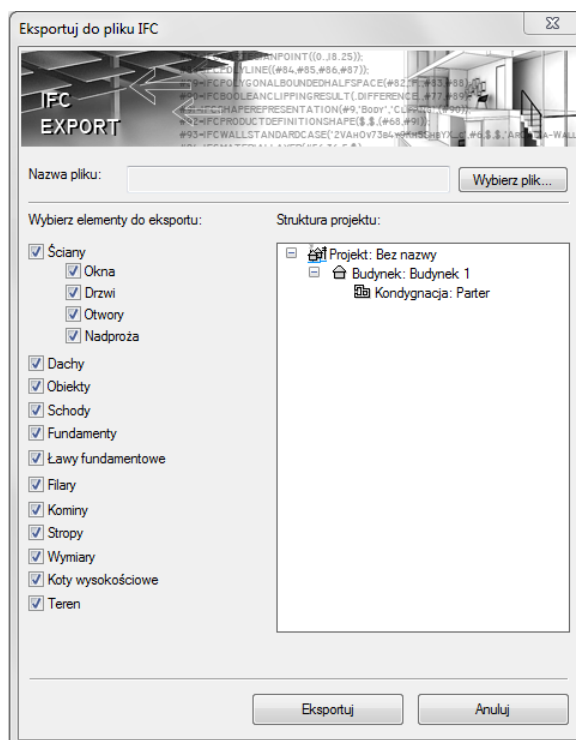 Eksportuj do pliku IFC
IFC
EXPORT
Nazwa pliku:
Wybierz plik...
Wybierz elementy do eksportu:
Struktura projektu:
Ściany
Okna
Drzwi
Otwory
Nadproża
Dachy
Obiekty
Schody
Fundamenty
Ławy fundamentowe
Filary
Kominy
Stropy
Wymiary
Koty wysokościowe
Teren
Projekt: Bez nazwy
Budynek: Budynek 1
Kondygnacja: Parter
Eksportuj
Anuluj